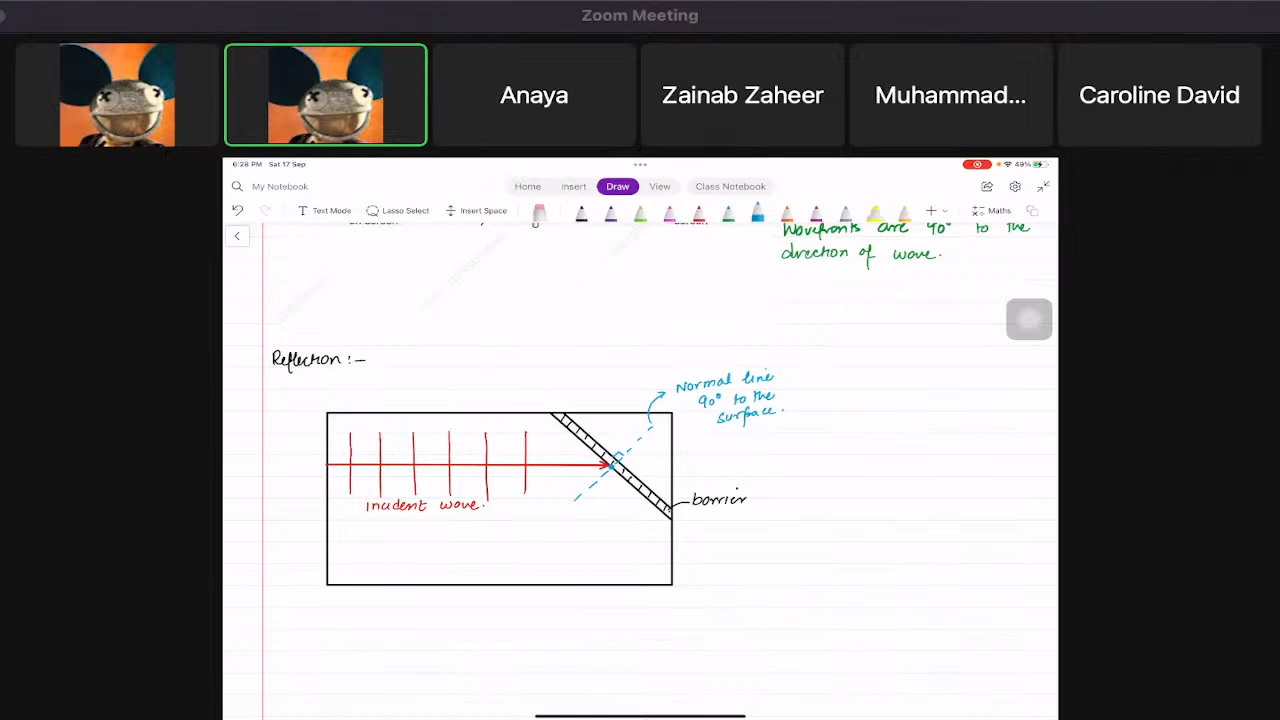 Zoom Meeting
Anaya
Zainab Zaheer
Muhammad...
Caroline David
6:28 PM Sat 17 Sep
49%
My Notebook
Home
Insert
Draw
View
Class Notebook
Text Mode
Lasso Select
Insert Space
Maths
Wavefronts are 90° to the
direction of wave.
Reflection :-
Normal line
90° to the
surface.
incident wave.
barrier